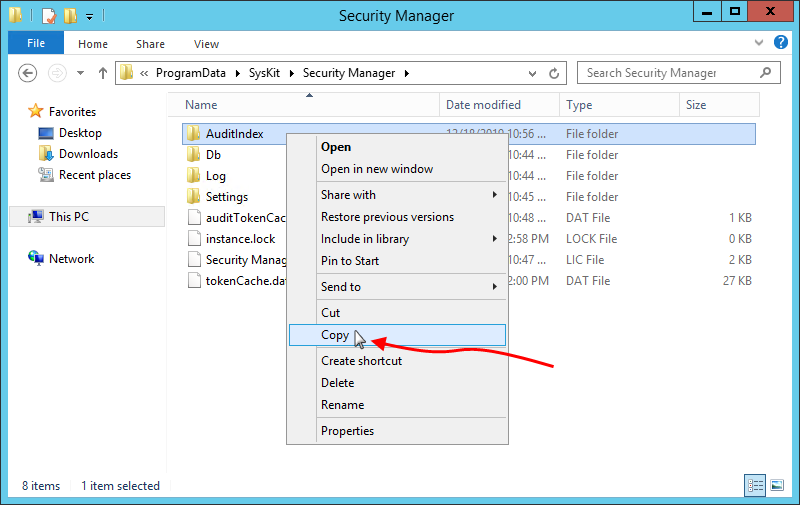 Security Manager
File Home Share View
« ProgramData SysKit Security Manager
Search Security Manager
Name Date modified Type Size
Favorites
Desktop
Downloads
Recent places
This PC
Network
AuditIndex 12/18/2019 10:56 ... File folder
Db 10:44 ... File folder
Log 10:44 ... File folder
Settings 10:45 ... File folder
auditTokenCac 10:48 ... DAT File 1 KB
instance.lock 2:58 PM LOCK File 0 KB
Security Manag 10:47 ... LIC File 2 KB
tokenCache.dat 2:00 PM DAT File 27 KB
Open
Open in new window
Share with
Restore previous versions
Include in library
Pin to Start
Send to
Cut
Copy
Create shortcut
Delete
Rename
Properties
8 items 1 item selected